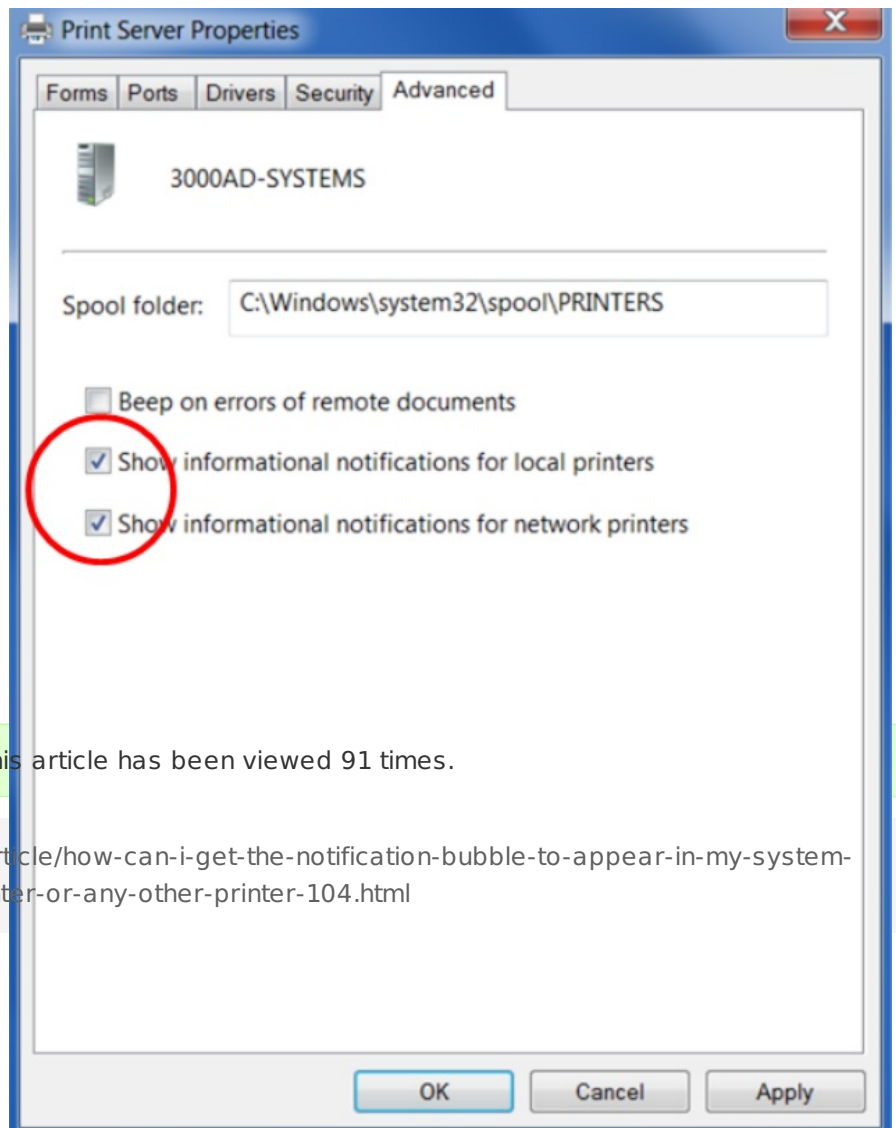 Print Server Properties
Forms Ports Drivers Security Advanced
3000AD-SYSTEMS
Spool folder: C:\Windows\system32\spool\PRINTERS
Beep on errors of remote documents
Show informational notifications for local printers
Show informational notifications for network printers
article has been viewed 91 times.
/how-can-i-get-the-notification-bubble-to-appear-in-my-system-
-or-any-other-printer-104.html
OK Cancel Apply